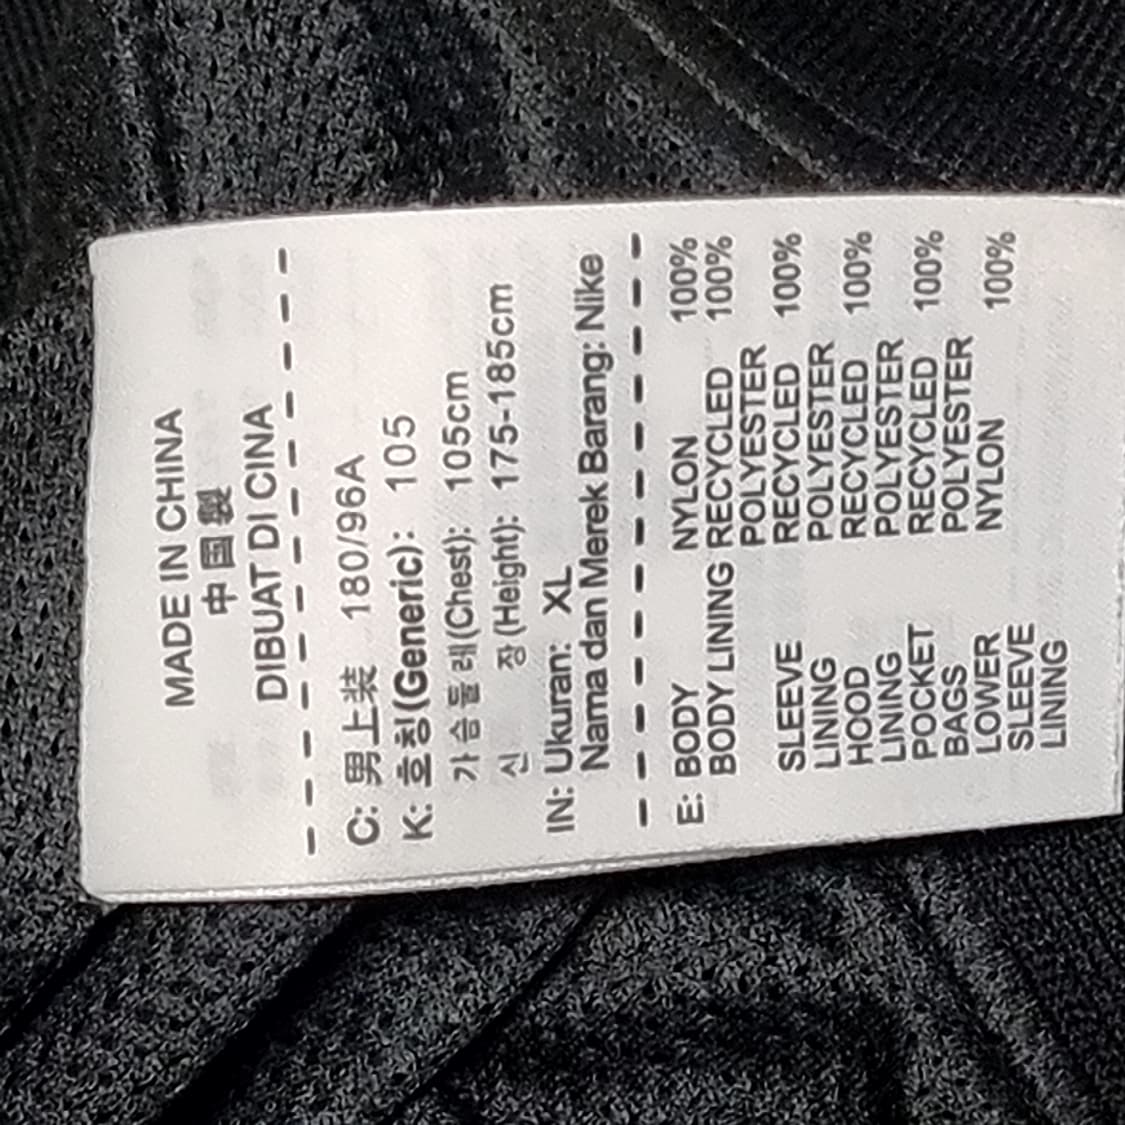 MADE IN CHINA
中国製
DIBUAT DI CINA
C: 男上装 180/96A
K: 호칭(Generic): 105
가슴둘레(Chest): 105cm
신 장(Height): 175-185cm
IN: Ukuran: XL
Nama dan Merek Barang: Nike
E: BODY NYLON 100%
BODY LINING RECYCLED 100%
POLYESTER
SLEEVE RECYCLED 100%
LINING POLYESTER
HOOD RECYCLED 100%
LINING POLYESTER
POCKET RECYCLED 100%
BAGS POLYESTER
LOWER NYLON 100%
SLEEVE
LINING